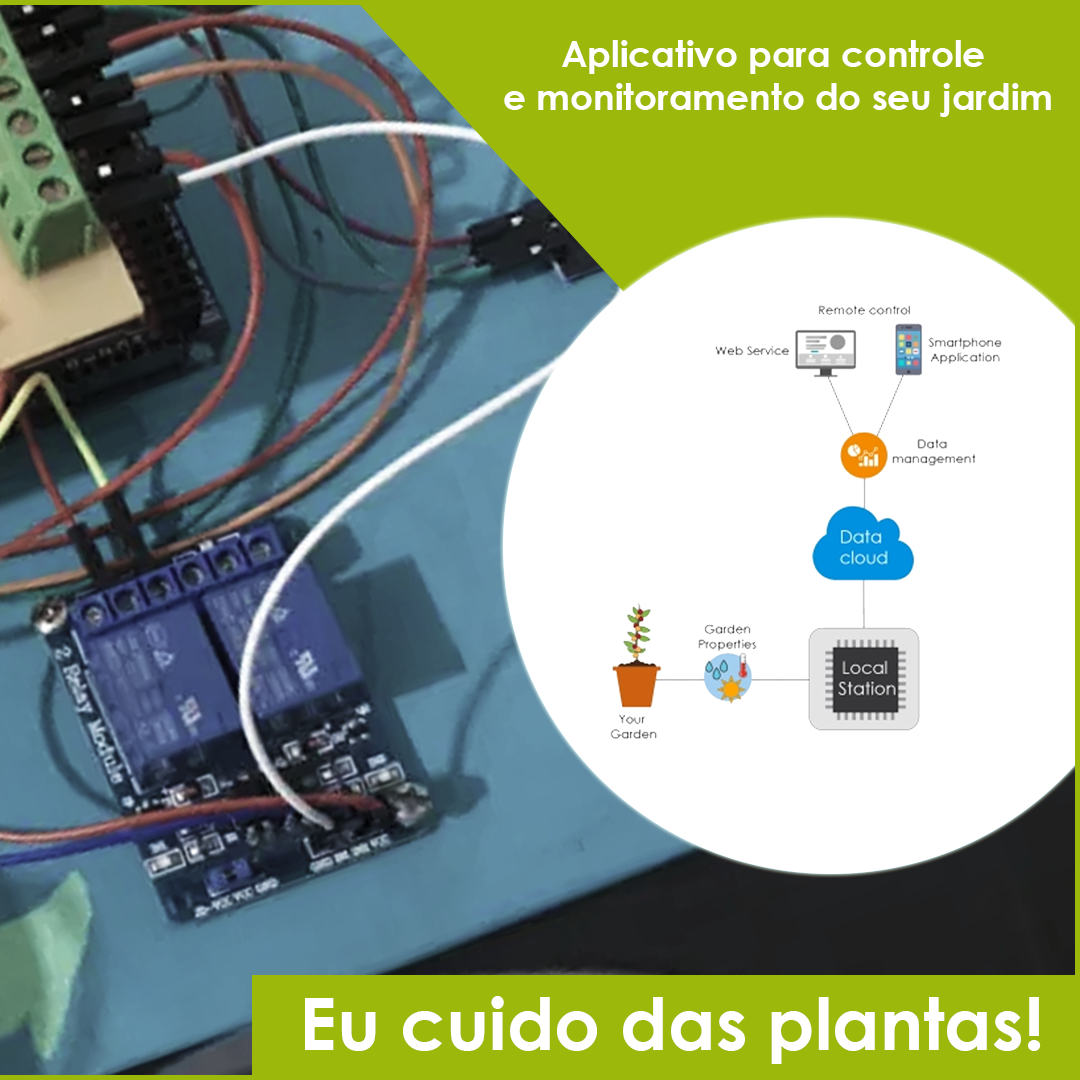 Aplicativo para controle
e monitoramento do seu jardim
Remote control
Web Service
Smartphone
Application
Data
management
Data
cloud
Garden
Properties
Local
Station
Your
Garden
2 Relay Module
Eu cuido das plantas!